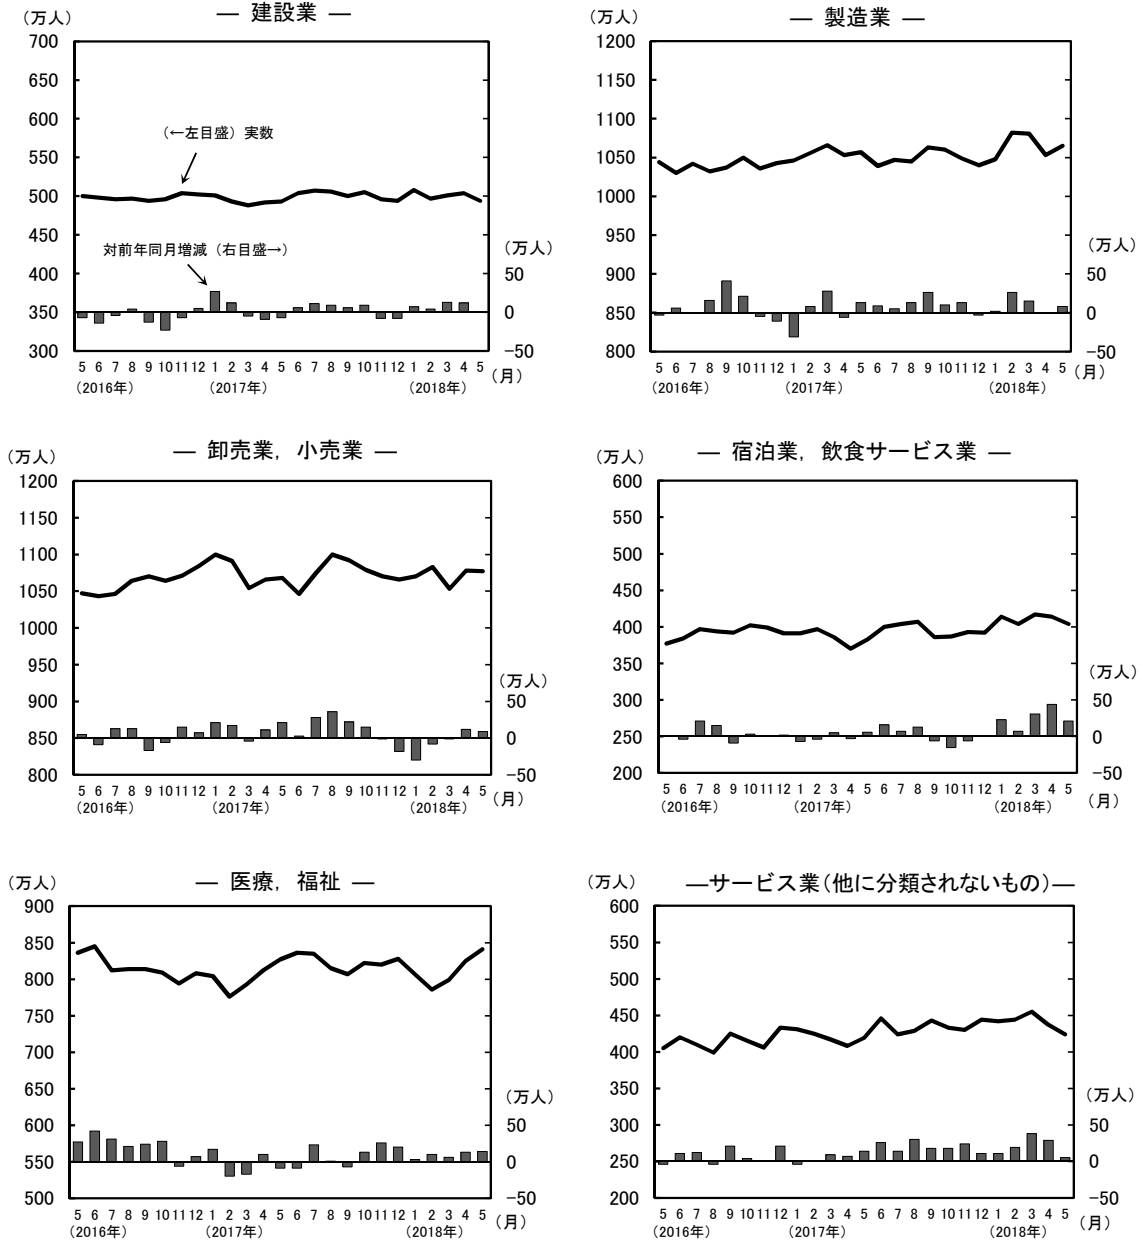 ― 建設業 ―
（万人）
700
650
600
550
500
450
400
350
300
（←左目盛）実数
対前年同月増減（右目盛→）
（万人）
50
0
−50
5 6 7 8 9 10 11 12 1 2 3 4 5 6 7 8 9 10 11 12 1 2 3 4 5
（月）
（2016年） （2017年） （2018年）
― 製造業 ―
（万人）
1200
1150
1100
1050
1000
950
900
850
800
（万人）
50
0
−50
5 6 7 8 9 10 11 12 1 2 3 4 5 6 7 8 9 10 11 12 1 2 3 4 5
（月）
（2016年） （2017年） （2018年）
― 卸売業，小売業 ―
（万人）
1200
1150
1100
1050
1000
950
900
850
800
（万人）
50
0
−50
5 6 7 8 9 10 11 12 1 2 3 4 5 6 7 8 9 10 11 12 1 2 3 4 5
（月）
（2016年） （2017年） （2018年）
― 宿泊業，飲食サービス業 ―
（万人）
600
550
500
450
400
350
300
250
200
（万人）
50
0
−50
5 6 7 8 9 10 11 12 1 2 3 4 5 6 7 8 9 10 11 12 1 2 3 4 5
（月）
（2016年） （2017年） （2018年）
― 医療，福祉 ―
（万人）
900
850
800
750
700
650
600
550
500
（万人）
50
0
−50
5 6 7 8 9 10 11 12 1 2 3 4 5 6 7 8 9 10 11 12 1 2 3 4 5
（月）
（2016年） （2017年） （2018年）
―サービス業（他に分類されないもの）―
（万人）
600
550
500
450
400
350
300
250
200
（万人）
50
0
−50
5 6 7 8 9 10 11 12 1 2 3 4 5 6 7 8 9 10 11 12 1 2 3 4 5
（月）
（2016年） （2017年） （2018年）